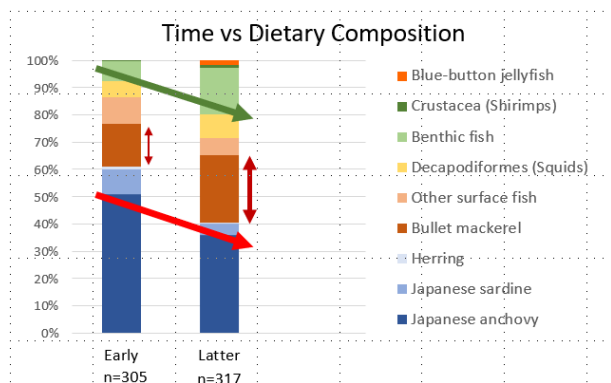 Time vs Dietary Composition
100%
90%
80%
70%
60%
50%
40%
30%
20%
10%
0%
Early
n=305
Latter
n=317
Blue-button jellyfish
Crustacea (Shirimps)
Benthic fish
Decapodiformes (Squids)
Other surface fish
Bullet mackerel
Herring
Japanese sardine
Japanese anchovy